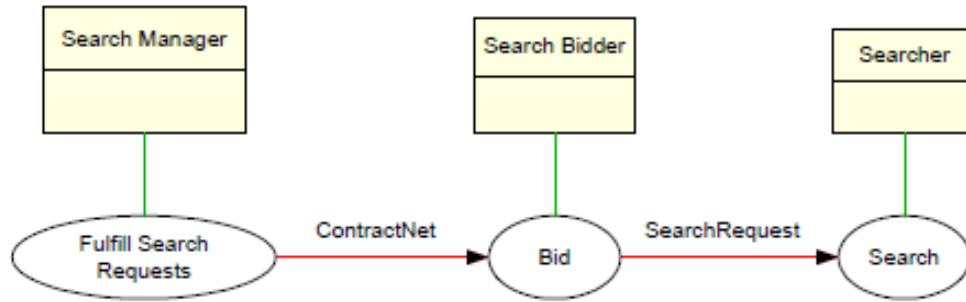 Search Manager
Search Bidder
Searcher
ContractNet
SearchRequest
Fulfill Search
Requests
Bid
Search